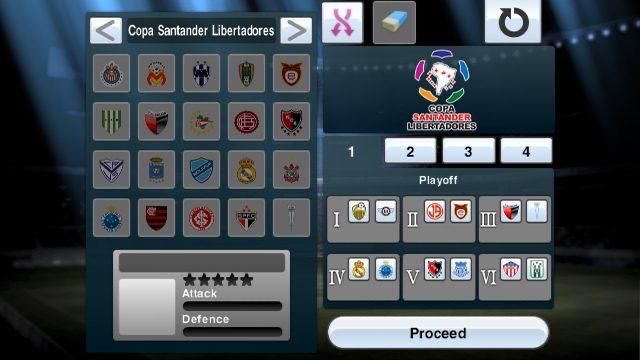 Copa Santander Libertadores
COPA
SANTANDER
LIBERTADORES
1
2
3
4
Playoff
I
II
III
IV
V
VI
Attack
Defence
Proceed